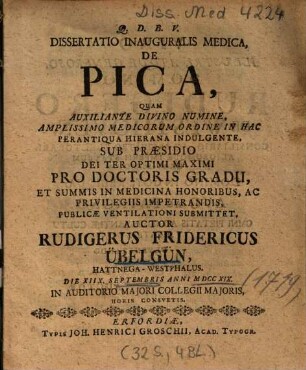 Diss. Med 4224
Q. D. B. V.
DISSERTATIO INAUGURALIS MEDICA,
DE
PICA,
QUAM
AUXILIANTE DIVINO NUMINE,
AMPLISSIMO MEDICORUM ORDINE IN HAC
PERANTIQUA HIERANA INDULGENTE,
SUB PRÆSIDIO
DEI TER OPTIMI MAXIMI
PRO DOCTORIS GRADU,
ET SUMMIS IN MEDICINA HONORIBUS, AC
PRIVILEGIIS IMPETRANDIS,
PUBLICÆ VENTILATIONI SUBMITTET,
AUCTOR
RUDIGERUS FRIDERICUS
ÜBELGÜN,
HATTNEGA-WESTPHALUS.
DIE XIIX. SEPTEMBRIS ANNI MDCCXIX.
IN AUDITORIO MAJORI COLLEGII MAJORIS,
HORIS CONSVETIS.
ERFORDIÆ,
TYPIS JOH. HENRICI GROSCHII, ACAD. TYPOGR.
(32 S., 4 Bl.)
1719